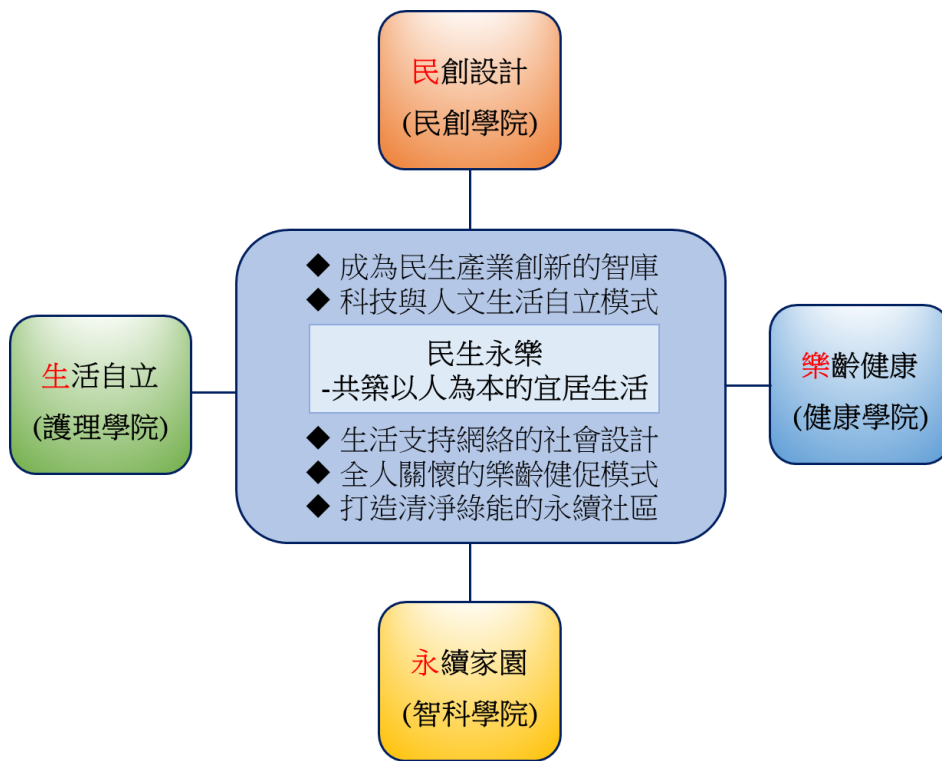 民創設計
(民創學院)
◆ 成為民生產業創新的智庫
◆ 科技與人文生活自立模式
民生永樂
-共築以人為本的宜居生活
◆ 生活支持網絡的社會設計
◆ 全人關懷的樂齡健促模式
◆ 打造清淨綠能的永續社區
生活自立
(護理學院)
樂齡健康
(健康學院)
永續家園
(智科學院)